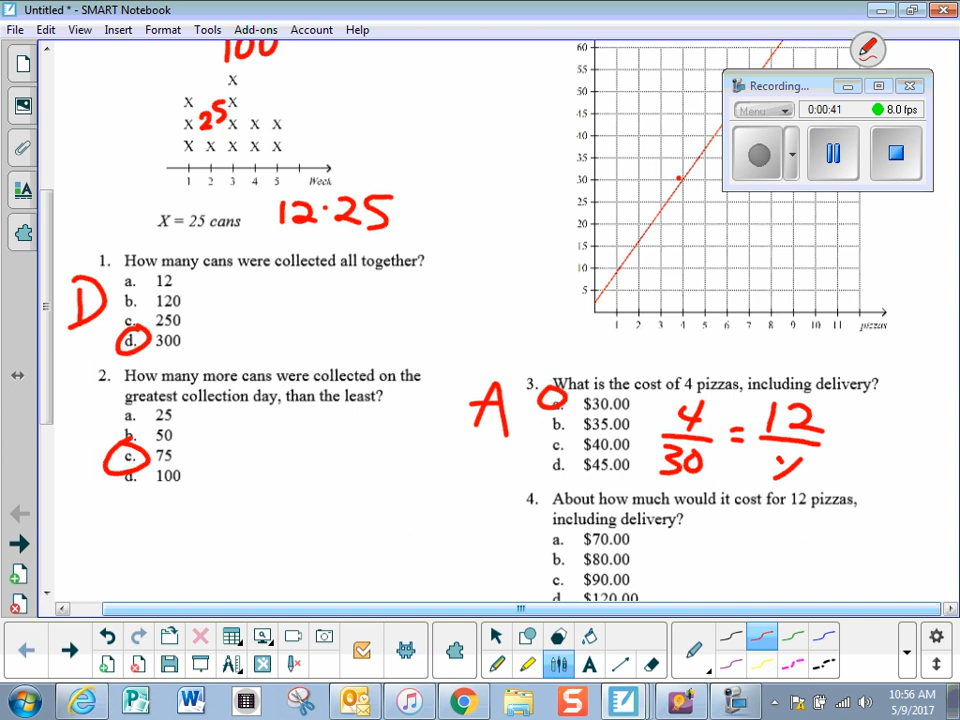 Untitled * - SMART Notebook
File Edit View Insert Format Tools Add-ons Account Help
100
X
X X
X 25 X X X
X X X X X
1 2 3 4 5 Week
X = 25 cans
12·25
1. How many cans were collected all together?
a. 12
b. 120
c. 250
d. 300
D
2. How many more cans were collected on the
greatest collection day, than the least?
a. 25
b. 50
c. 75
d. 100
60
55
50
45
40
35
30
25
20
15
10
5
1 2 3 4 5 6 7 8 9 10 11 pizzas
Recording...
Menu
0:00:41
8.0 fps
3. What is the cost of 4 pizzas, including delivery?
a. $30.00
b. $35.00
c. $40.00
d. $45.00
A
4 = 12
30 x
4. About how much would it cost for 12 pizzas,
including delivery?
a. $70.00
b. $80.00
c. $90.00
d. $120.00
10:56 AM
5/9/2017